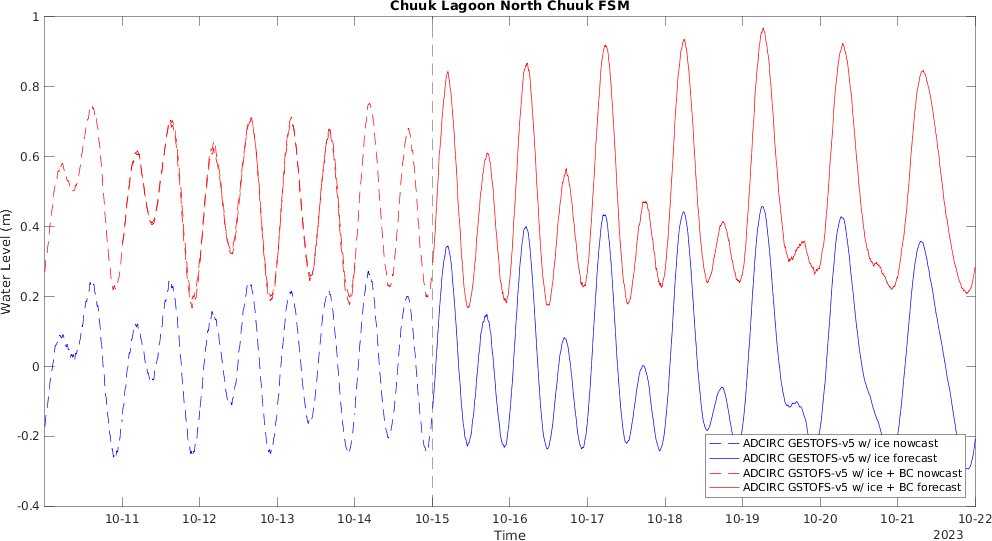 Chuuk Lagoon North Chuuk FSM
Water Level (m)
1
0.8
0.6
0.4
0.2
0
-0.2
-0.4
ADCIRC GESTOFS-v5 w/ ice nowcast
ADCIRC GESTOFS-v5 w/ ice forecast
ADCIRC GSTOFS-v5 w/ ice + BC nowcast
ADCIRC GSTOFS-v5 w/ ice + BC forecast
10-11 10-12 10-13 10-14 10-15 10-16 10-17 10-18 10-19 10-20 10-21 10-22
Time
2023